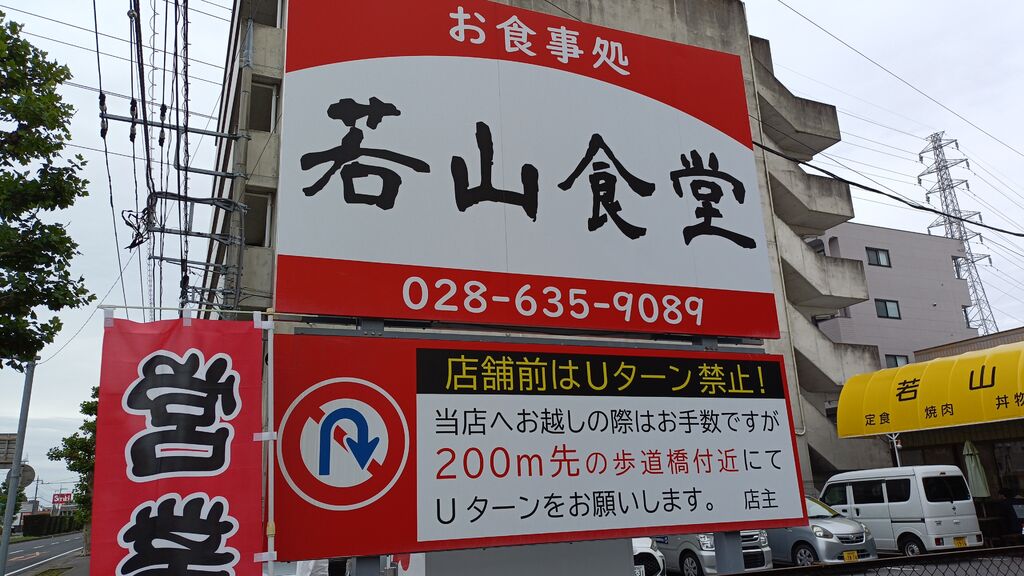 お食事処
若山食堂
028-635-9089
店舗前はUターン禁止!
当店へお越しの際はお手数ですが
200m先の歩道橋付近にて
Uターンをお願いします。 店主
営業
若山
定食 焼肉 丼物